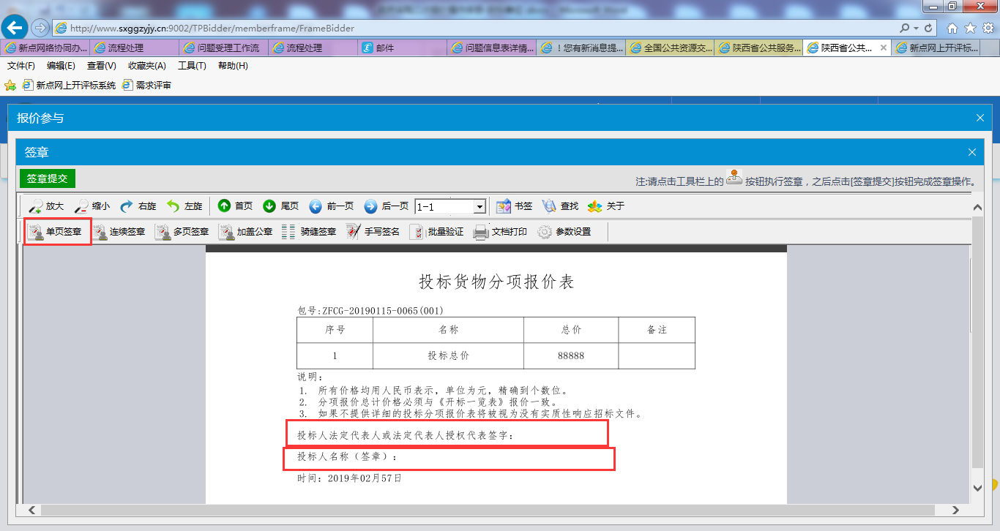 http://www.sxggzyjy.cn:9002/TPBidder/memberframe/FrameBidder
新点网络协同办... 流程处理 问题受理工作流 流程处理 邮件 问题信息表详情... ！您有新消息提... 全国公共资源交... 陕西省公共服务... 陕西省公共... 新点网上开评标...
文件(F) 编辑(E) 查看(V) 收藏夹(A) 工具(T) 帮助(H)
新点网上开评标系统 需求评审
报价参与
签章
签章提交
注:请点击工具栏上的 按钮执行签章，之后点击[签章提交]按钮完成签章操作。
放大 缩小 右旋 左旋 首页 尾页 前一页 后一页 1-1 书签 查找 关于
单页签章 连续签章 多页签章 加盖公章 骑缝签章 手写签名 批量验证 文档打印 参数设置
投标货物分项报价表
包号:ZFCG-20190115-0065(001)
序号 名称 总价 备注
1 投标总价 88888
说明：
1. 所有价格均用人民币表示，单位为元，精确到个数位。
2. 分项报价总计价格必须与《开标一览表》报价一致。
3. 如果不提供详细的投标分项报价表将被视为没有实质性响应招标文件。
投标人法定代表人或法定代表人授权代表签字：
投标人名称（签章）：
时间：2019年02月57日